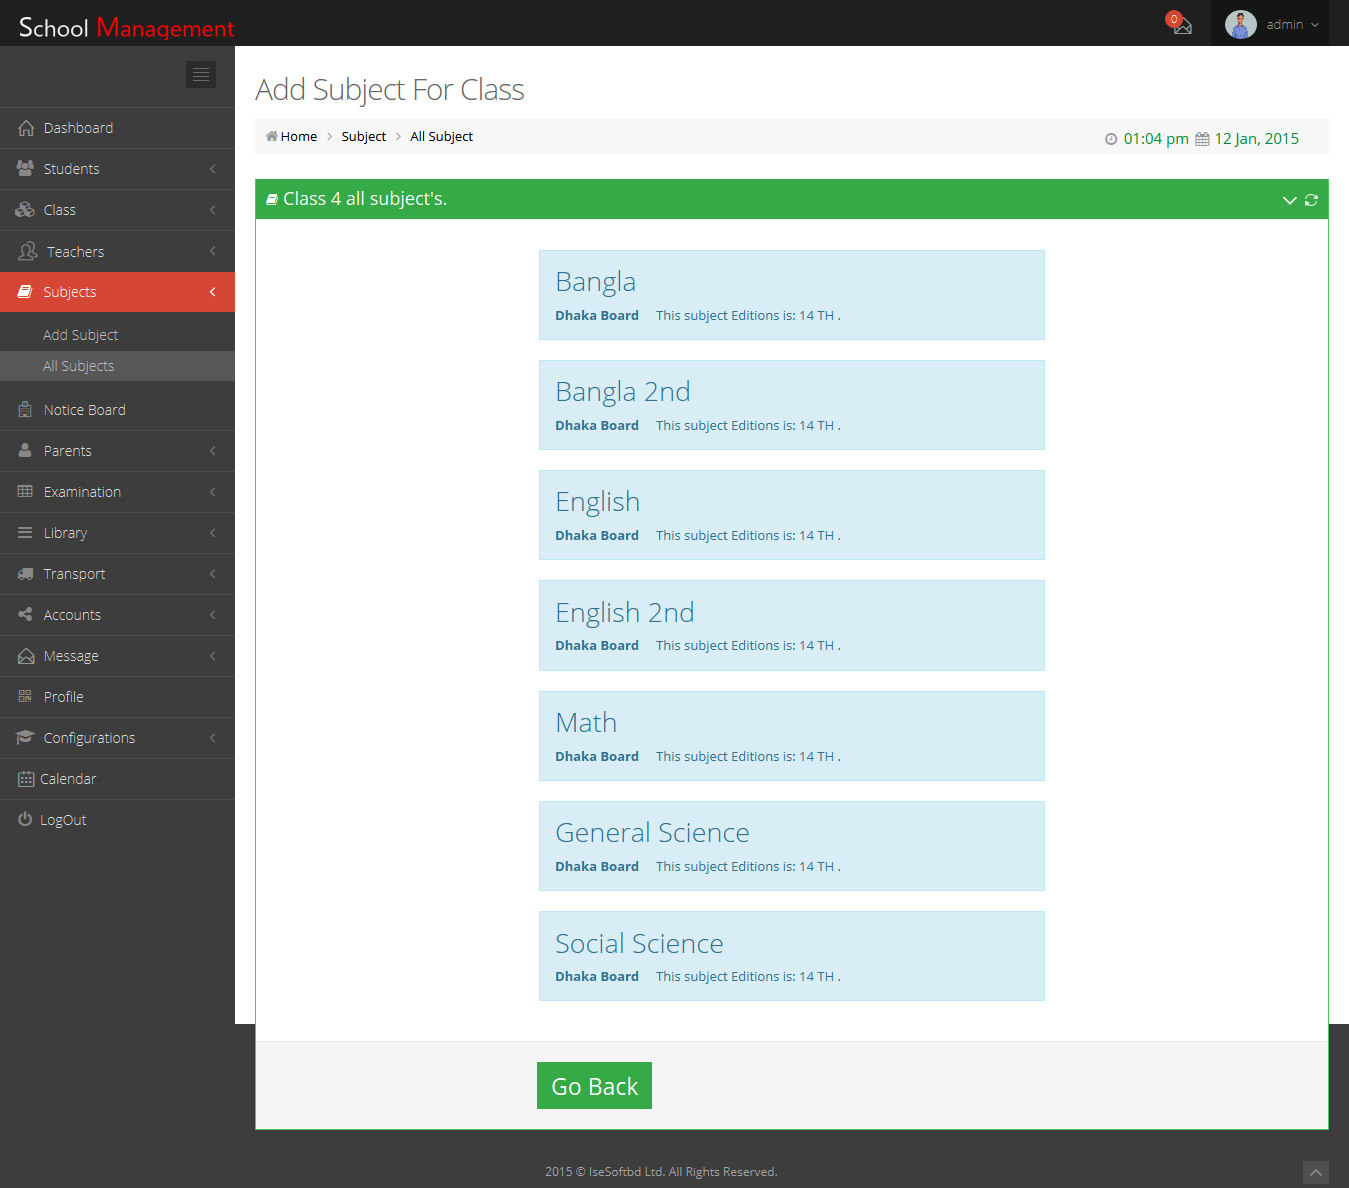 School Management
0
admin
Dashboard
Students
Class
Teachers
Subjects
Add Subject
All Subjects
Notice Board
Parents
Examination
Library
Transport
Accounts
Message
Profile
Configurations
Calendar
LogOut
Add Subject For Class
Home > Subject > All Subject
01:04 pm 12 Jan, 2015
Class 4 all subject's.
Bangla
Dhaka Board This subject Editions is: 14 TH .
Bangla 2nd
Dhaka Board This subject Editions is: 14 TH .
English
Dhaka Board This subject Editions is: 14 TH .
English 2nd
Dhaka Board This subject Editions is: 14 TH .
Math
Dhaka Board This subject Editions is: 14 TH .
General Science
Dhaka Board This subject Editions is: 14 TH .
Social Science
Dhaka Board This subject Editions is: 14 TH .
Go Back
2015 © IseSoftbd Ltd. All Rights Reserved.